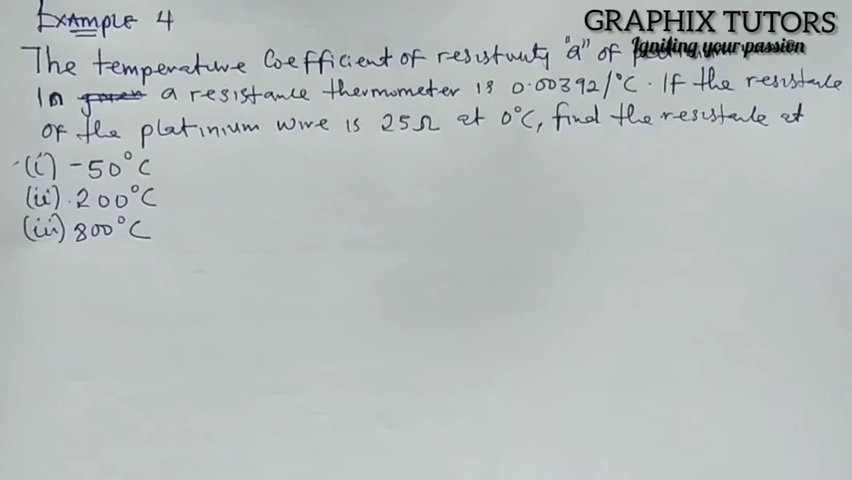 EXAMPLE 4
GRAPHIX TUTORS
Igniting your passion
The temperature Coefficient of resistivity "a" of
In a resistance thermometer is 0.00392/°C. If the resistance
of the platinium wire is 25Ω at 0°C, find the resistance at
(i) -50°C
(ii) 200°C
(iii) 800°C